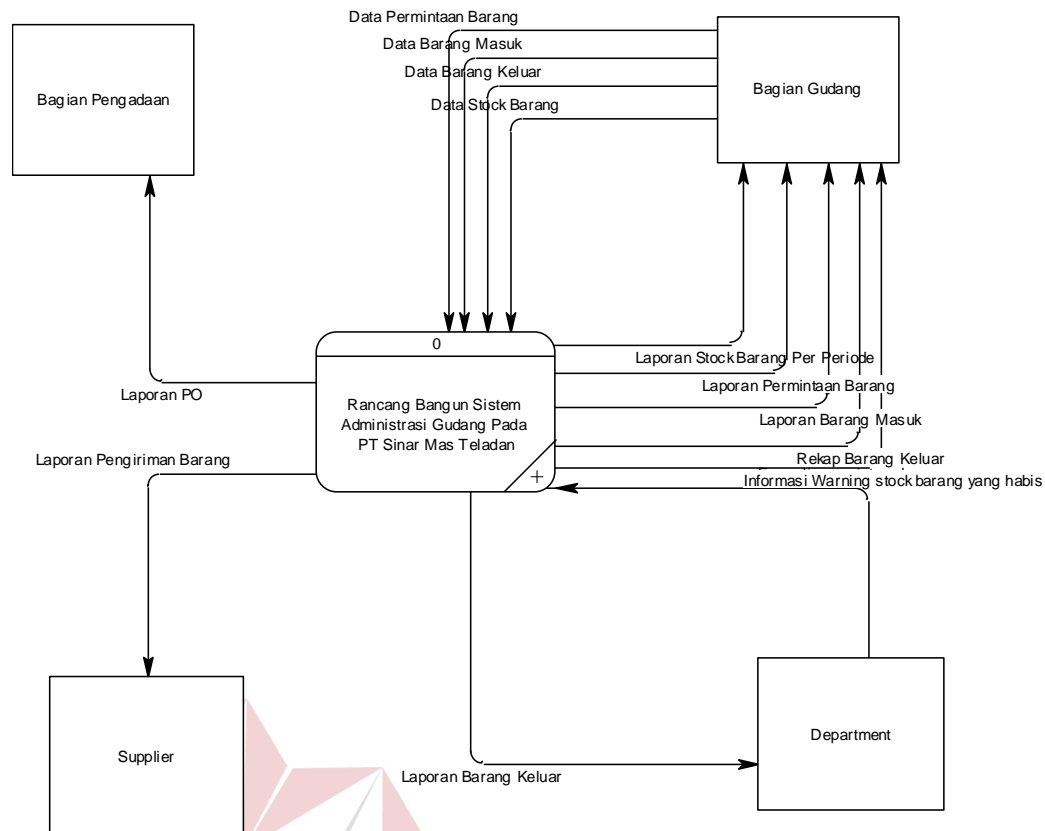 Data Permintaan Barang
Data Barang Masuk
Data Barang Keluar
Data Stock Barang
Bagian Pengadaan
Bagian Gudang
0
Rancang Bangun Sistem
Administrasi Gudang Pada
PT Sinar Mas Teladan
+
Laporan Stock Barang Per Periode
Laporan Permintaan Barang
Laporan PO
Laporan Barang Masuk
Laporan Pengiriman Barang
Rekap Barang Keluar
Informasi Warning stock barang yang habis
Supplier
Department
Laporan Barang Keluar